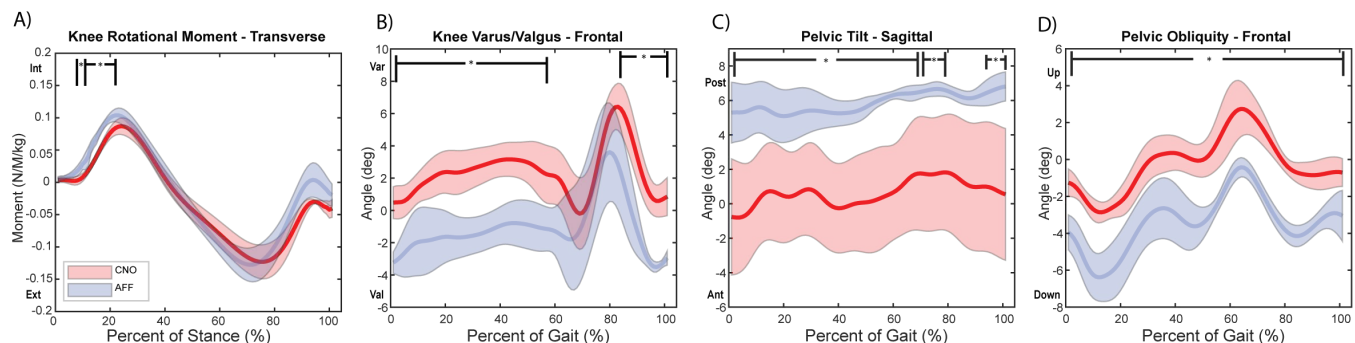 A)
Knee Rotational Moment - Transverse
0.2
0.15
0.1
0.05
0
-0.05
-0.1
-0.15
-0.2
Int
Ext
* *
Moment (N/M/kg)
CNO
AFF
0 20 40 60 80 100
Percent of Stance (%)
B)
Knee Varus/Valgus - Frontal
10
8
6
4
2
0
-2
-4
-6
Var
Val
* *
Angle (deg)
0 20 40 60 80 100
Percent of Gait (%)
C)
Pelvic Tilt - Sagittal
8
6
4
2
0
-2
-4
-6
Post
Ant
* * *
Angle (deg)
0 20 40 60 80 100
Percent of Gait (%)
D)
Pelvic Obliquity - Frontal
6
4
2
0
-2
-4
-6
-8
Up
Down
*
Angle (deg)
0 20 40 60 80 100
Percent of Gait (%)